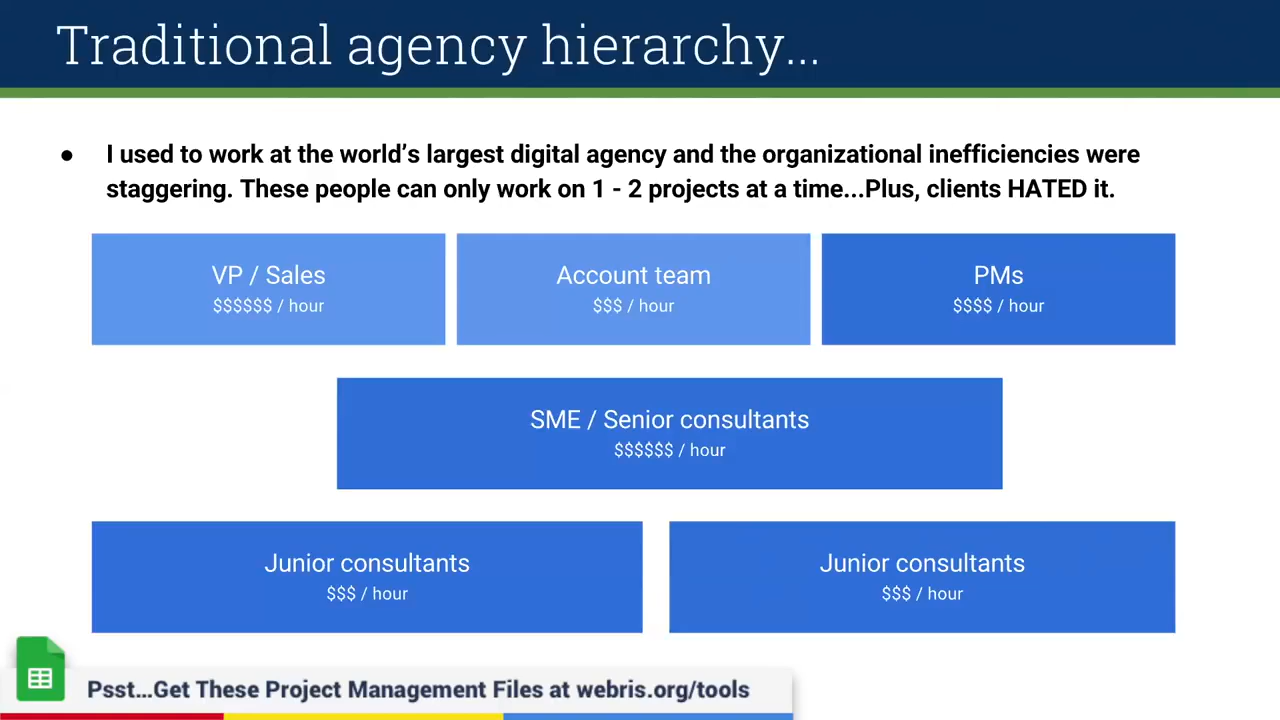 Traditional agency hierarchy...
● I used to work at the world’s largest digital agency and the organizational inefficiencies were
staggering. These people can only work on 1 - 2 projects at a time...Plus, clients HATED it.
VP / Sales
$$$$$$ / hour
Account team
$$$ / hour
PMs
$$$$ / hour
SME / Senior consultants
$$$$$$ / hour
Junior consultants
$$$ / hour
Junior consultants
$$$ / hour
Psst...Get These Project Management Files at webris.org/tools